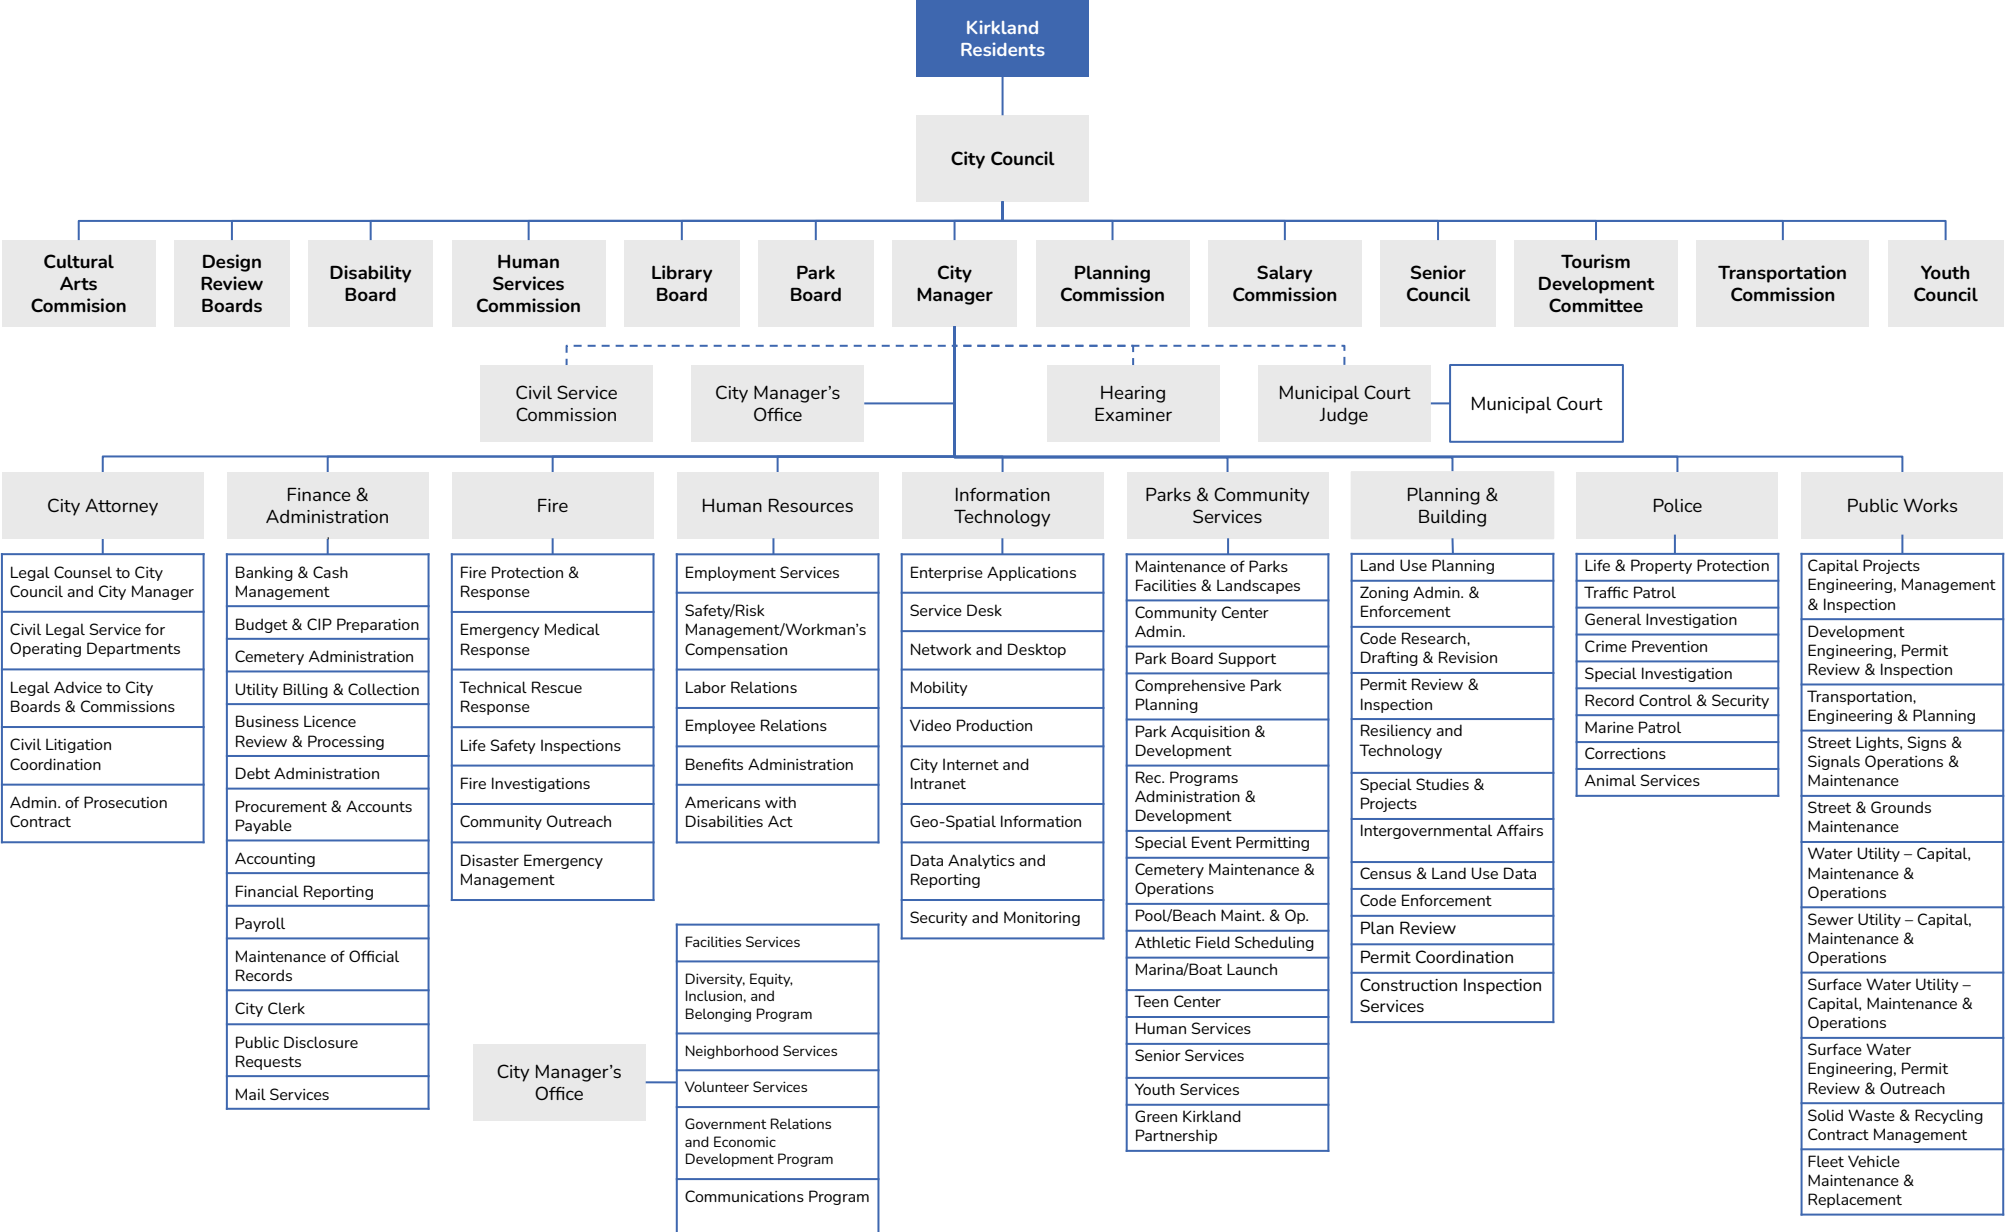 Kirkland
Residents
City Council
Cultural
Arts
Commision
Design
Review
Boards
Disability
Board
Human
Services
Commission
Library
Board
Park
Board
City
Manager
Planning
Commission
Salary
Commission
Senior
Council
Tourism
Development
Committee
Transportation
Commission
Youth
Council
Civil Service
Commission
City Manager’s
Office
Hearing
Examiner
Municipal Court
Judge
Municipal Court
City Attorney
Legal Counsel to City
Council and City Manager
Civil Legal Service for
Operating Departments
Legal Advice to City
Boards & Commissions
Civil Litigation
Coordination
Admin. of Prosecution
Contract
Finance &
Administration
Banking & Cash
Management
Budget & CIP Preparation
Cemetery Administration
Utility Billing & Collection
Business Licence
Review & Processing
Debt Administration
Procurement & Accounts
Payable
Accounting
Financial Reporting
Payroll
Maintenance of Official
Records
City Clerk
Public Disclosure
Requests
Mail Services
Fire
Fire Protection &
Response
Emergency Medical
Response
Technical Rescue
Response
Life Safety Inspections
Fire Investigations
Community Outreach
Disaster Emergency
Management
Human Resources
Employment Services
Safety/Risk
Management/Workman’s
Compensation
Labor Relations
Employee Relations
Benefits Administration
Americans with
Disabilities Act
City Manager’s
Office
Facilities Services
Diversity, Equity,
Inclusion, and
Belonging Program
Neighborhood Services
Volunteer Services
Government Relations
and Economic
Development Program
Communications Program
Information
Technology
Enterprise Applications
Service Desk
Network and Desktop
Mobility
Video Production
City Internet and
Intranet
Geo-Spatial Information
Data Analytics and
Reporting
Security and Monitoring
Parks & Community
Services
Maintenance of Parks
Facilities & Landscapes
Community Center
Admin.
Park Board Support
Comprehensive Park
Planning
Park Acquisition &
Development
Rec. Programs
Administration &
Development
Special Event Permitting
Cemetery Maintenance &
Operations
Pool/Beach Maint. & Op.
Athletic Field Scheduling
Marina/Boat Launch
Teen Center
Human Services
Senior Services
Youth Services
Green Kirkland
Partnership
Planning &
Building
Land Use Planning
Zoning Admin. &
Enforcement
Code Research,
Drafting & Revision
Permit Review &
Inspection
Resiliency and
Technology
Special Studies &
Projects
Intergovernmental Affairs
Census & Land Use Data
Code Enforcement
Plan Review
Permit Coordination
Construction Inspection
Services
Police
Life & Property Protection
Traffic Patrol
General Investigation
Crime Prevention
Special Investigation
Record Control & Security
Marine Patrol
Corrections
Animal Services
Public Works
Capital Projects
Engineering, Management
& Inspection
Development
Engineering, Permit
Review & Inspection
Transportation,
Engineering & Planning
Street Lights, Signs &
Signals Operations &
Maintenance
Street & Grounds
Maintenance
Water Utility – Capital,
Maintenance &
Operations
Sewer Utility – Capital,
Maintenance &
Operations
Surface Water Utility –
Capital, Maintenance &
Operations
Surface Water
Engineering, Permit
Review & Outreach
Solid Waste & Recycling
Contract Management
Fleet Vehicle
Maintenance &
Replacement